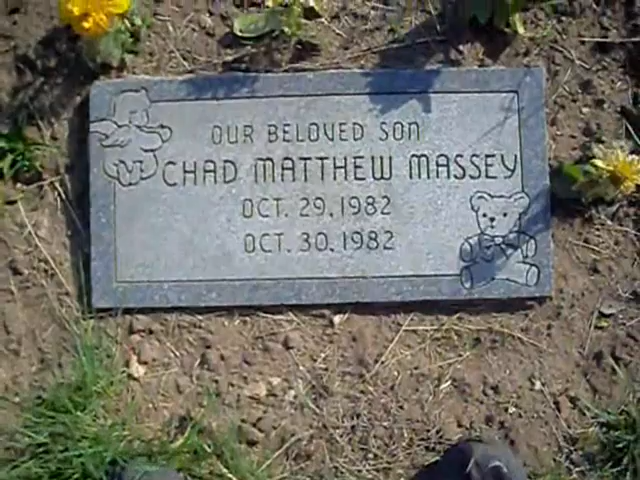 OUR BELOVED SON
CHAD MATTHEW MASSEY
OCT. 29, 1982
OCT. 30, 1982